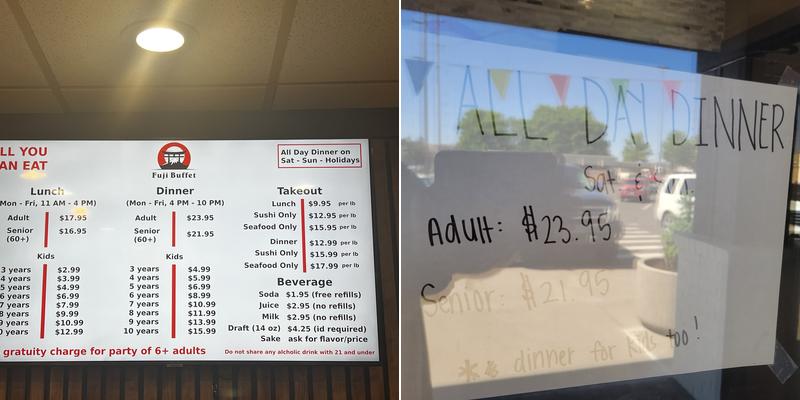 LL YOU
AN EAT
Fuji Buffet
All Day Dinner on
Sat - Sun - Holidays
Lunch
Mon - Fri, 11 AM - 4 PM)
Adult $17.95
Senior $16.95
(60+)
Kids
3 years $2.99
4 years $3.99
5 years $4.99
6 years $6.99
7 years $7.99
8 years $9.99
9 years $10.99
0 years $12.99
Dinner
(Mon - Fri, 4 PM - 10 PM)
Adult $23.95
Senior $21.95
(60+)
Kids
3 years $4.99
4 years $5.99
5 years $6.99
6 years $8.99
7 years $10.99
8 years $11.99
9 years $13.99
10 years $15.99
Takeout
Lunch $9.95 per lb
Sushi Only $12.95 per lb
Seafood Only $15.95 per lb
Dinner $12.99 per lb
Sushi Only $15.99 per lb
Seafood Only $17.99 per lb
Beverage
Soda $1.95 (free refills)
Juice $2.95 (no refills)
Milk $2.95 (no refills)
Draft (14 oz) $4.25 (id required)
Sake ask for flavor/price
gratuity charge for party of 6+ adults
Do not share any alcholic drink with 21 and under
ALL DAY DINNER
Sat &
Adult: $23.95
Senior: $21.95
** dinner for kids too!